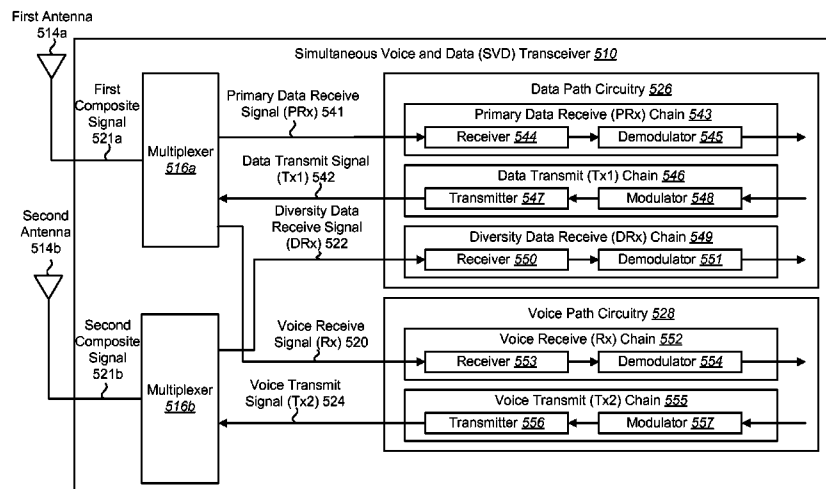 First Antenna
514a
Simultaneous Voice and Data (SVD) Transceiver 510
First
Composite
Signal
521a
Multiplexer
516a
Primary Data Receive
Signal (PRx) 541
Data Transmit Signal
(Tx1)
542
Diversity Data
Receive Signal
(DRx) 522
Data Path Circuitry 526
Primary Data Receive (PRx) Chain 543
Receiver 544
Demodulator 545
Data Transmit (Tx1) Chain 546
Transmitter 547
Modulator 548
Diversity Data Receive (DRx) Chain 549
Receiver 550
Demodulator 551
Second
Antenna
514b
Second
Composite
Signal
521b
Multiplexer
516b
Voice Receive
Signal (Rx) 520
Voice Transmit
Signal (Tx2) 524
Voice Path Circuitry 528
Voice Receive (Rx) Chain 552
Receiver 553
Demodulator 554
Voice Transmit (Tx2) Chain 555
Transmitter 556
Modulator 557